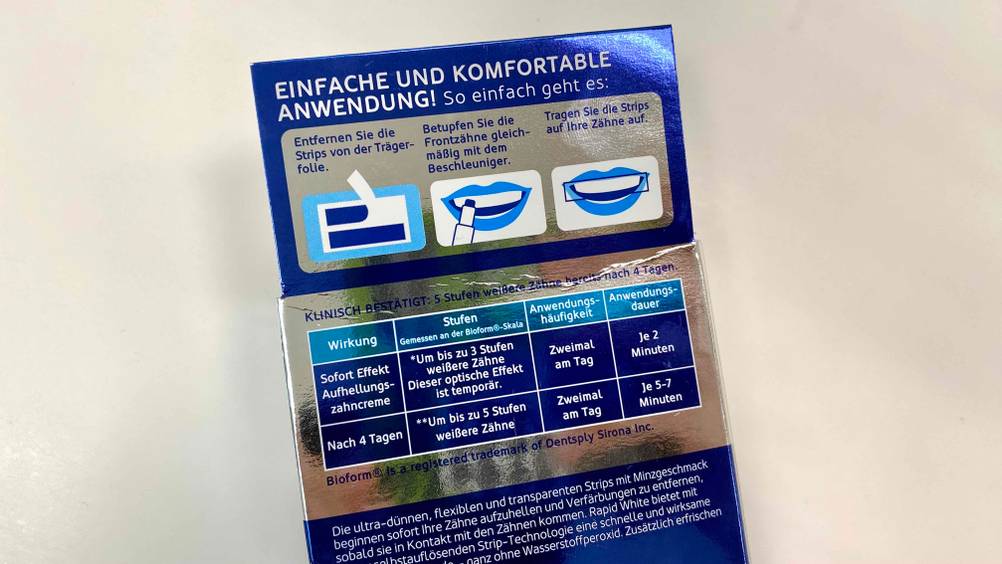 EINFACHE UND KOMFORTABLE
ANWENDUNG! So einfach geht es:
Entfernen Sie die
Strips von der Träger-
folie.
Betupfen Sie die
Frontzähne gleich-
mäßig mit dem
Beschleuniger.
Tragen Sie die Strips
auf Ihre Zähne auf.
KLINISCH BESTÄTIGT: 5 Stufen weißere Zähne bereits nach 4 Tagen.
Wirkung
Stufen
Gemessen an der Bioform®-Skala
Anwendungs-
häufigkeit
Anwendungs-
dauer
Sofort Effekt
Aufhellungs-
zahncreme
*Um bis zu 3 Stufen
weißere Zähne
Dieser optische Effekt
ist temporär.
Zweimal
am Tag
Je 2
Minuten
Nach 4 Tagen
**Um bis zu 5 Stufen
weißere Zähne
Zweimal
am Tag
Je 5-7
Minuten
Bioform® is a registered trademark of Dentsply Sirona Inc.
Die ultra-dünnen, flexiblen und transparenten Strips mit Minzgeschmack
beginnen sofort Ihre Zähne aufzuhellen und Verfärbungen zu entfernen,
sobald sie in Kontakt mit den Zähnen kommen. Rapid White bietet mit
selbstauflösenden Strip-Technologie eine schnelle und wirksame
- ganz ohne Wasserstoffperoxid. Zusätzlich erfrischen